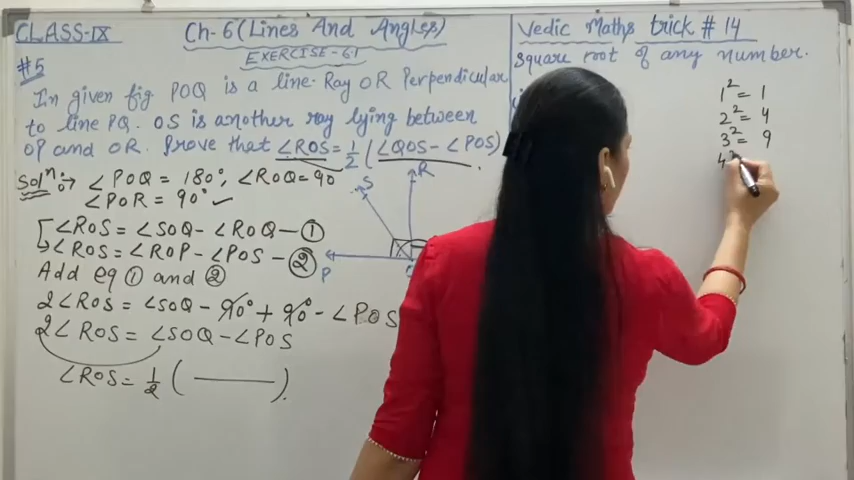 CLASS-IX
Ch-6 (Lines And Angles)
EXERCISE-6.1
#5
In given fig POQ is a line. Ray OR Perpendicular
to line PQ. OS is another ray lying between
OP and OR. Prove that ∠ROS = 1/2 (∠QOS - ∠POS)
Solⁿ :→ ∠POQ = 180°, ∠ROQ = 90
∠POR = 90° ✓
∠ROS = ∠SOQ - ∠ROQ — ①
∠ROS = ∠ROP - ∠POS - ②
Add eq ① and ②
2∠ROS = ∠SOQ - 90° + 90° - ∠POS
2∠ROS = ∠SOQ - ∠POS
∠ROS = 1/2 ( ——— ).
S
R
P
Vedic Maths trick # 14
square root of any number.
1² = 1
2² = 4
3² = 9
4²